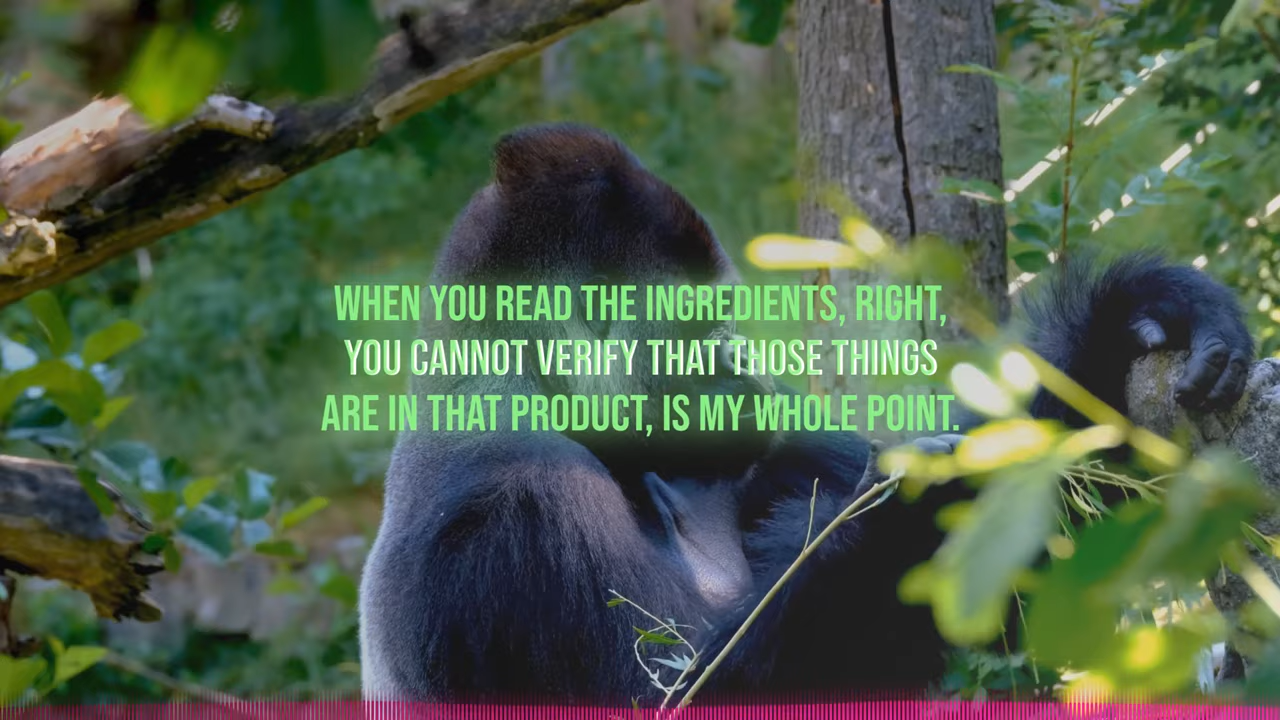 WHEN YOU READ THE INGREDIENTS, RIGHT,
YOU CANNOT VERIFY THAT THOSE THINGS
ARE IN THAT PRODUCT, IS MY WHOLE POINT.